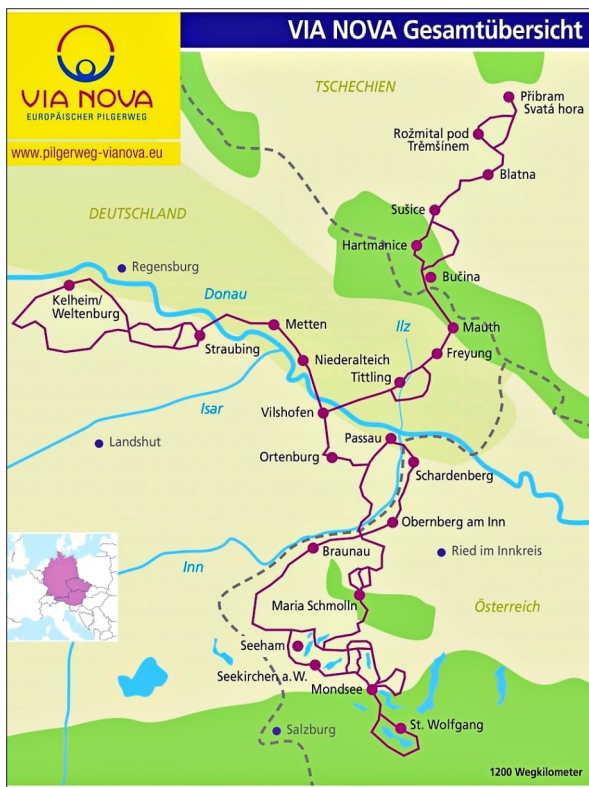 VIA NOVA
EUROPÄISCHER PILGERWEG
www.pilgerweg-vianova.eu
VIA NOVA Gesamtübersicht
TSCHECHIEN
Přibram
Svatá hora
Rožmital pod
Trěmšínem
Blatna
Sušice
DEUTSCHLAND
Hartmanice
Regensburg
Bučina
Kelheim/
Weltenburg
Donau
Ilz
Metten
Mauth
Straubing
Niederalteich
Freyung
Tittling
Isar
Vilshofen
Landshut
Passau
Ortenburg
Schardenberg
Obernberg am Inn
Inn
Braunau
Ried im Innkreis
Maria Schmolln
Österreich
Seeham
Seekirchen a.W.
Mondsee
St. Wolfgang
Salzburg
1200 Wegkilometer